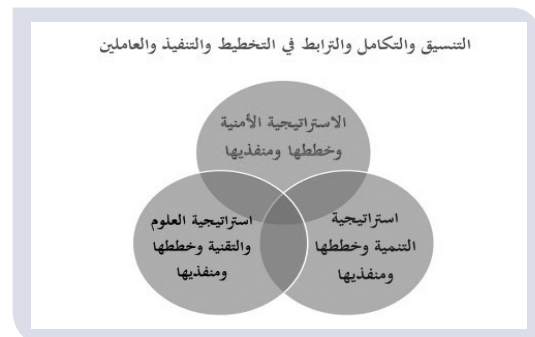 التنسيق والتكامل والترابط في التخطيط والتنفيذ والعاملين
الاستراتيجية الأمنية
وخططها ومنفذيها
استراتيجية
التنمية وخططها
ومنفذيها
استراتيجية العلوم
والتقنية وخططها
ومنفذيها